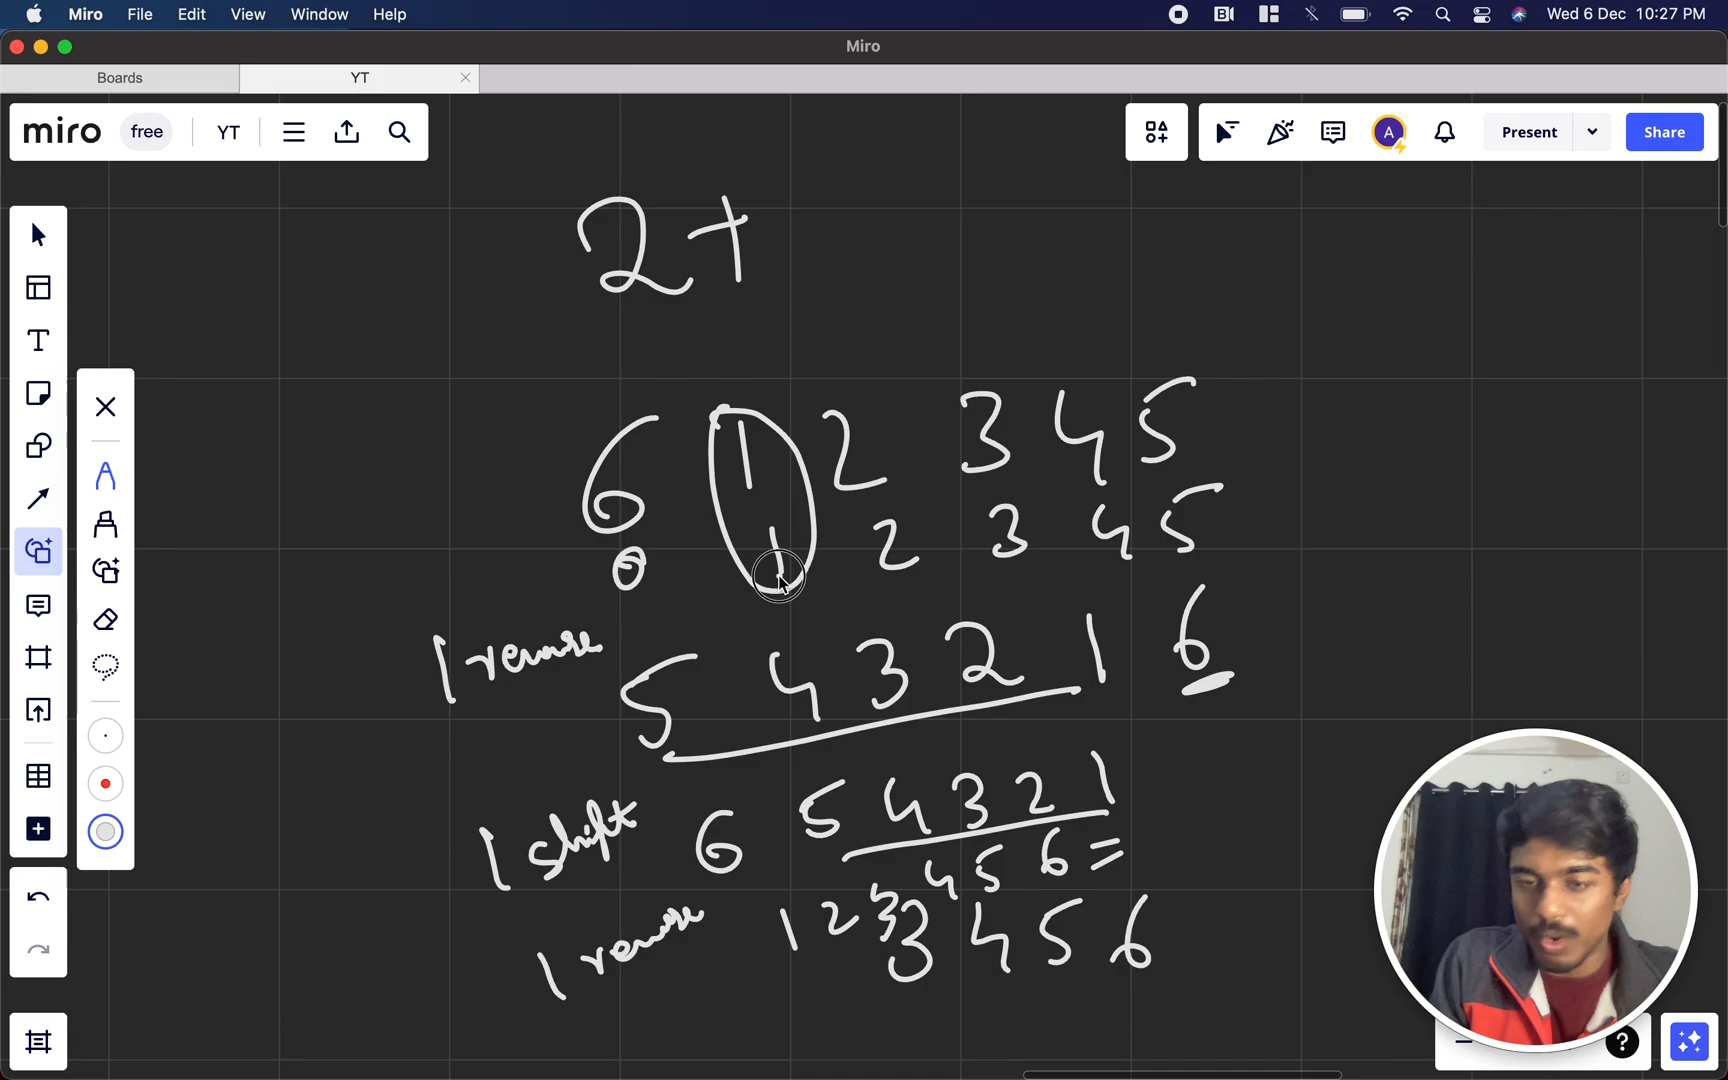 Miro File Edit View Window Help Wed 6 Dec 10:27 PM
Miro
Boards YT
miro free YT Present Share
A
2+
6 1 2 3 4 5
0 1 2 3 4 5
1 reverse 5 4 3 2 1 6
1 shift 6 5 4 3 2 1
4 5 6 =
1 reverse 1 2 3 3 4 5 6
?